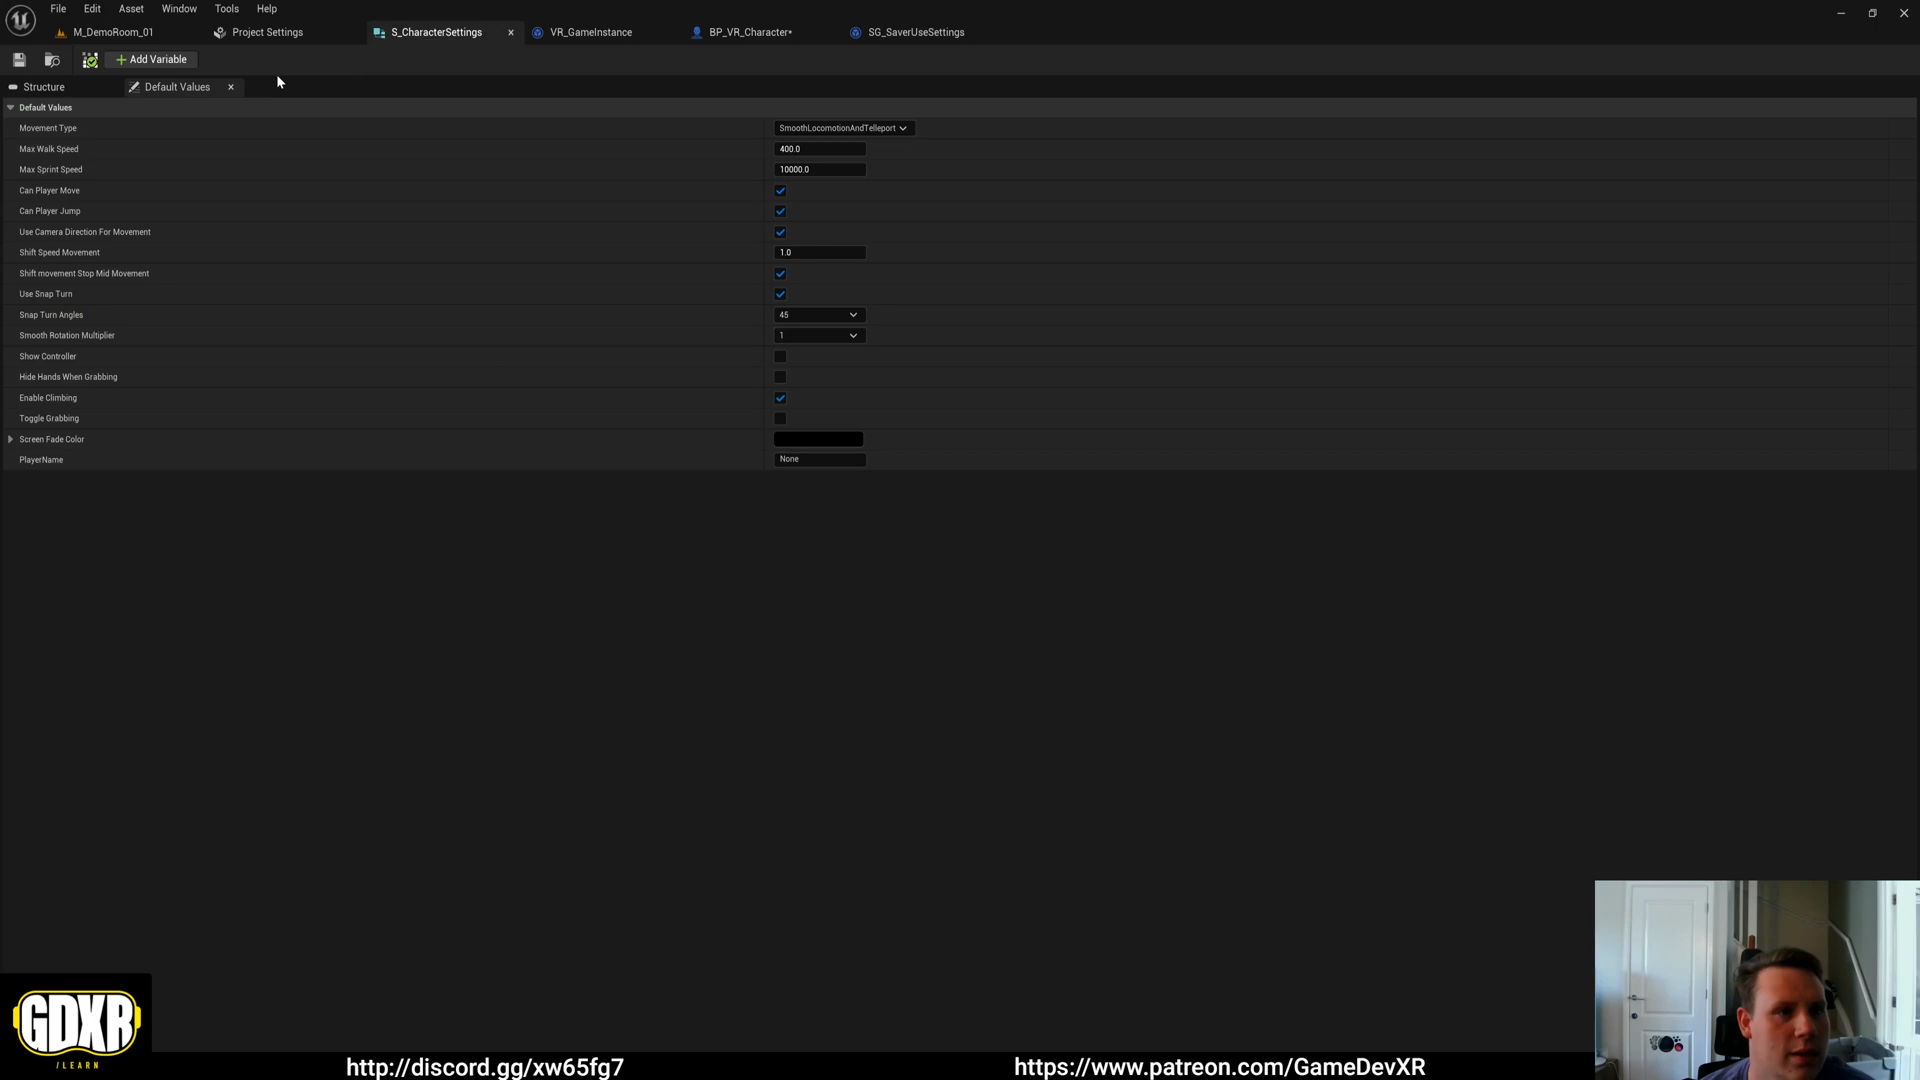 File Edit Asset Window Tools Help
M_DemoRoom_01 Project Settings S_CharacterSettings VR_GameInstance BP_VR_Character* SG_SaverUseSettings
Add Variable
Structure Default Values
Default Values
Movement Type SmoothLocomotionAndTelleport
Max Walk Speed 400.0
Max Sprint Speed 10000.0
Can Player Move
Can Player Jump
Use Camera Direction For Movement
Shift Speed Movement 1.0
Shift movement Stop Mid Movement
Use Snap Turn
Snap Turn Angles 45
Smooth Rotation Multiplier 1
Show Controller
Hide Hands When Grabbing
Enable Climbing
Toggle Grabbing
Screen Fade Color
PlayerName None
GDXR
/LEARN
http://discord.gg/xw65fg7 https://www.patreon.com/GameDevXR